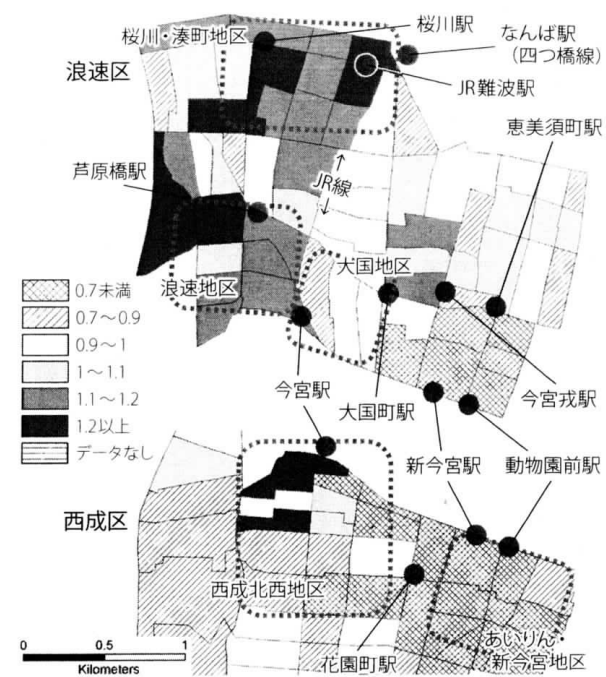 桜川・湊町地区
桜川駅
なんば駅
(四つ橋線)
浪速区
JR難波駅
恵美須町駅
芦原橋駅
JR線
浪速地区
大国地区
0.7未満
0.7〜0.9
0.9〜1
1〜1.1
1.1〜1.2
1.2以上
データなし
今宮駅
大国町駅
今宮戎駅
新今宮駅
動物園前駅
西成区
西成北西地区
花園町駅
あいりん・
新今宮地区
0 0.5 1
Kilometers